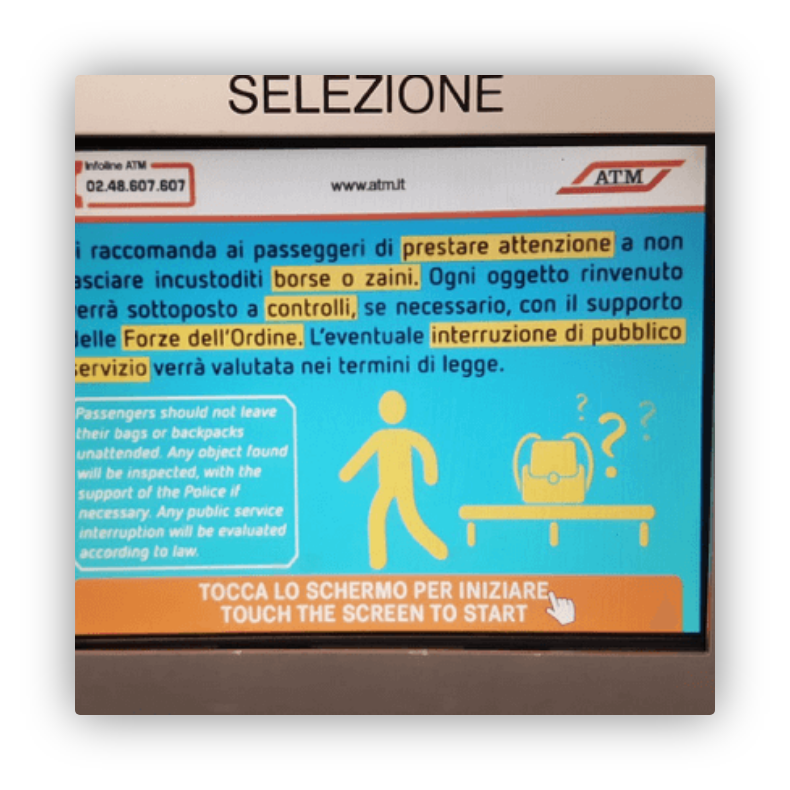 SELEZIONE
Infoline ATM
02.48.607.607
www.atm.it
ATM
i raccomanda ai passeggeri di prestare attenzione a non
asciare incustoditi borse o zaini. Ogni oggetto rinvenuto
errà sottoposto a controlli, se necessario, con il supporto
elle Forze dell'Ordine. L'eventuale interruzione di pubblico
servizio verrà valutata nei termini di legge.
Passengers should not leave
their bags or backpacks
unattended. Any object found
will be inspected, with the
support of the Police if
necessary. Any public service
interruption will be evaluated
according to law.
? ? ?
TOCCA LO SCHERMO PER INIZIARE
TOUCH THE SCREEN TO START